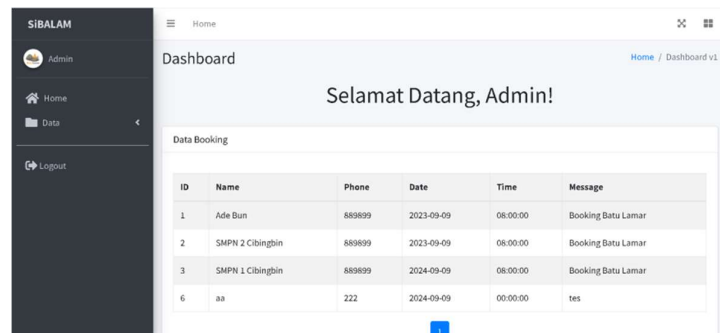 SiBALAM
Home
Admin
Dashboard
Home / Dashboard v1
Home
Selamat Datang, Admin!
Data
Data Booking
Logout
ID Name Phone Date Time Message
1 Ade Bun 889899 2023-09-09 08:00:00 Booking Batu Lamar
2 SMPN 2 Cibingbin 889899 2023-09-09 08:00:00 Booking Batu Lamar
3 SMPN 1 Cibingbin 889899 2024-09-09 08:00:00 Booking Batu Lamar
6 aa 222 2024-09-09 00:00:00 tes
1